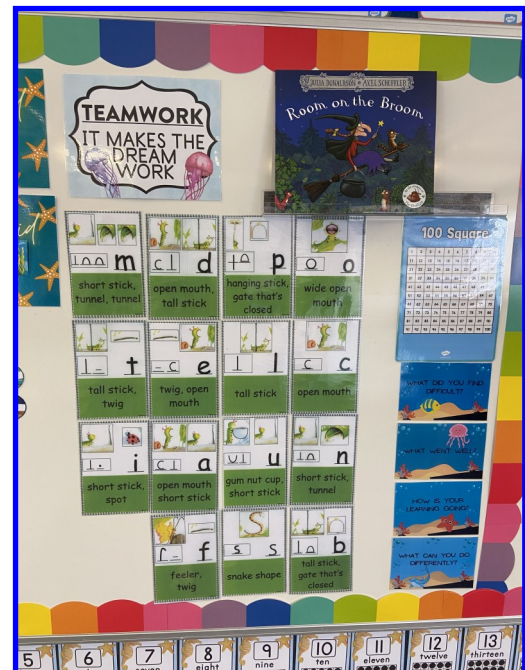 TEAMWORK
IT MAKES THE
DREAM
WORK
JULIA DONALDSON AXEL SCHEFFLER
Room on the Broom
m
short stick,
tunnel, tunnel
d
open mouth,
tall stick
p
hanging stick,
gate that's
closed
o
wide open
mouth
t
tall stick,
twig
e
twig, open
mouth
l
tall stick
c
open mouth
i
short stick,
spot
a
open mouth
short stick
u
gum nut cup,
short stick
n
short stick,
tunnel
f
feeler,
twig
s
snake shape
b
tall stick,
gate that's
closed
100 Square
WHAT DID YOU FIND
DIFFICULT?
WHAT WENT WELL?
HOW IS YOUR
LEARNING GOING?
WHAT CAN YOU DO
DIFFERENTLY?
5
6
7
8
eight
9
nine
10
ten
11
eleven
12
twelve
13
thirteen